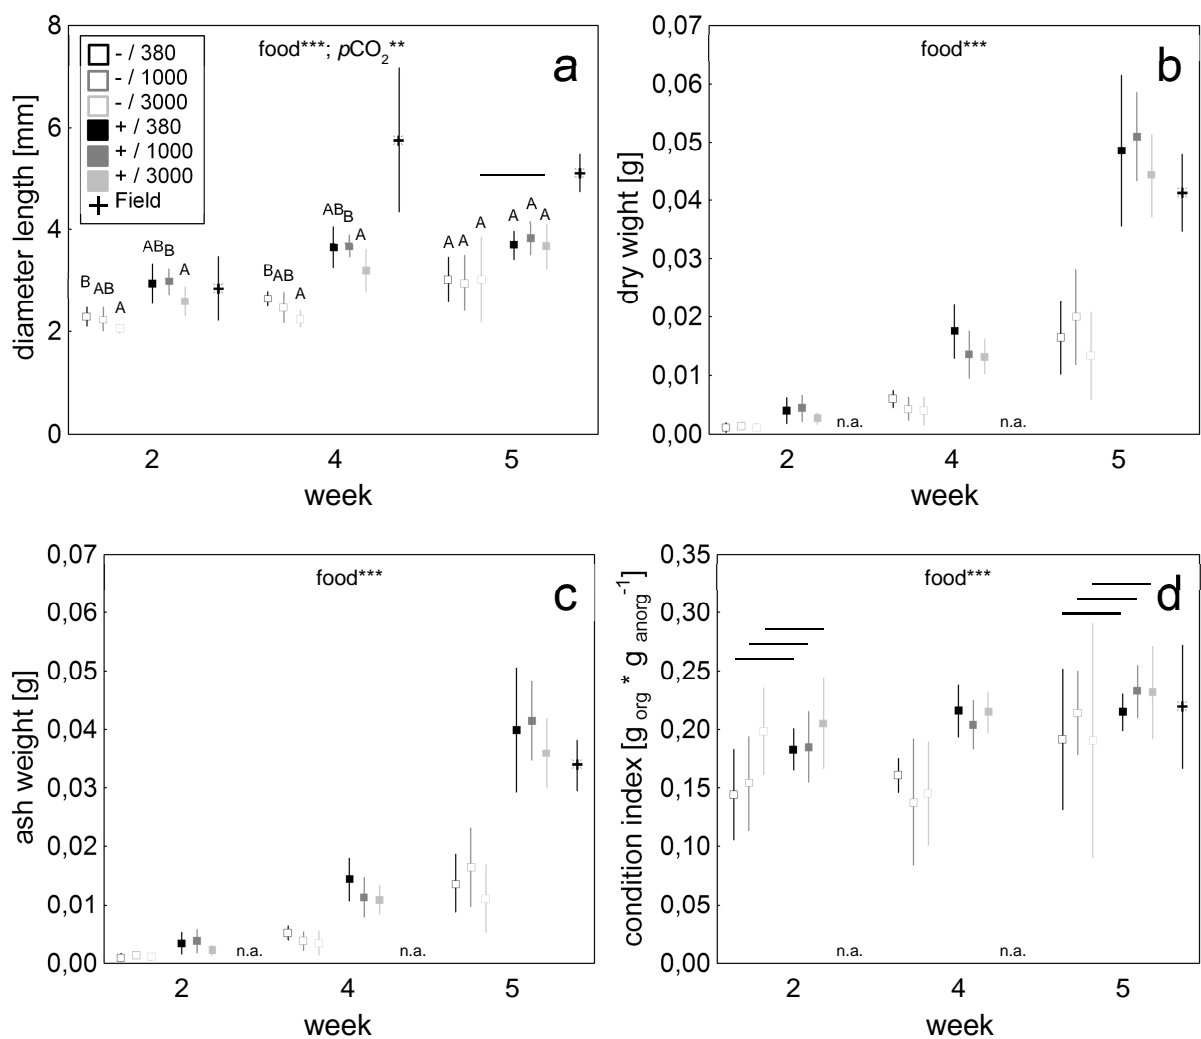 food***; pCO2**
a
- / 380
- / 1000
- / 3000
+ / 380
+ / 1000
+ / 3000
Field
diameter length [mm]
8
6
4
2
0
B AB A
AB B A
B AB A
AB B A
A A A
A A A
2 4 5
week
food***
b
dry wight [g]
0,07
0,06
0,05
0,04
0,03
0,02
0,01
0,00
n.a. n.a.
2 4 5
week
food***
c
ash weight [g]
0,07
0,06
0,05
0,04
0,03
0,02
0,01
0,00
n.a. n.a.
2 4 5
week
food***
d
condition index [g org * g anorg -1]
0,35
0,30
0,25
0,20
0,15
0,10
0,05
0,00
n.a. n.a.
2 4 5
week